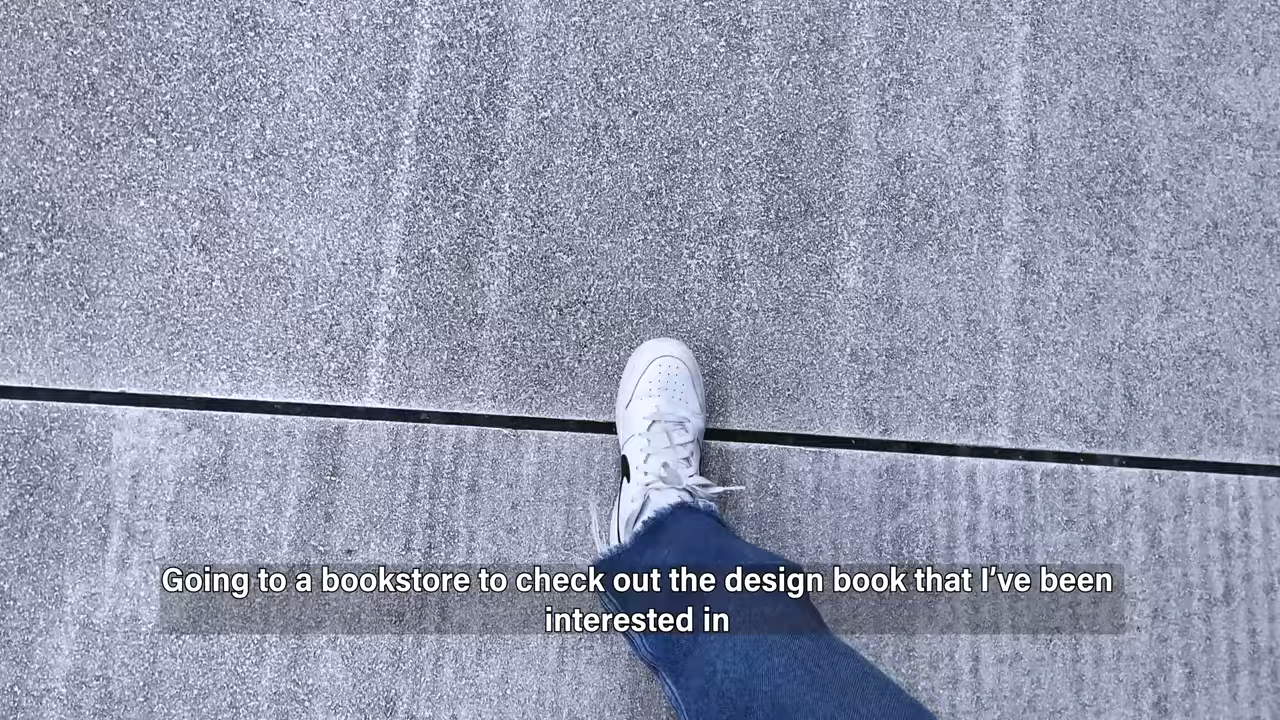 Going to a bookstore to check out the design book that I’ve been
interested in